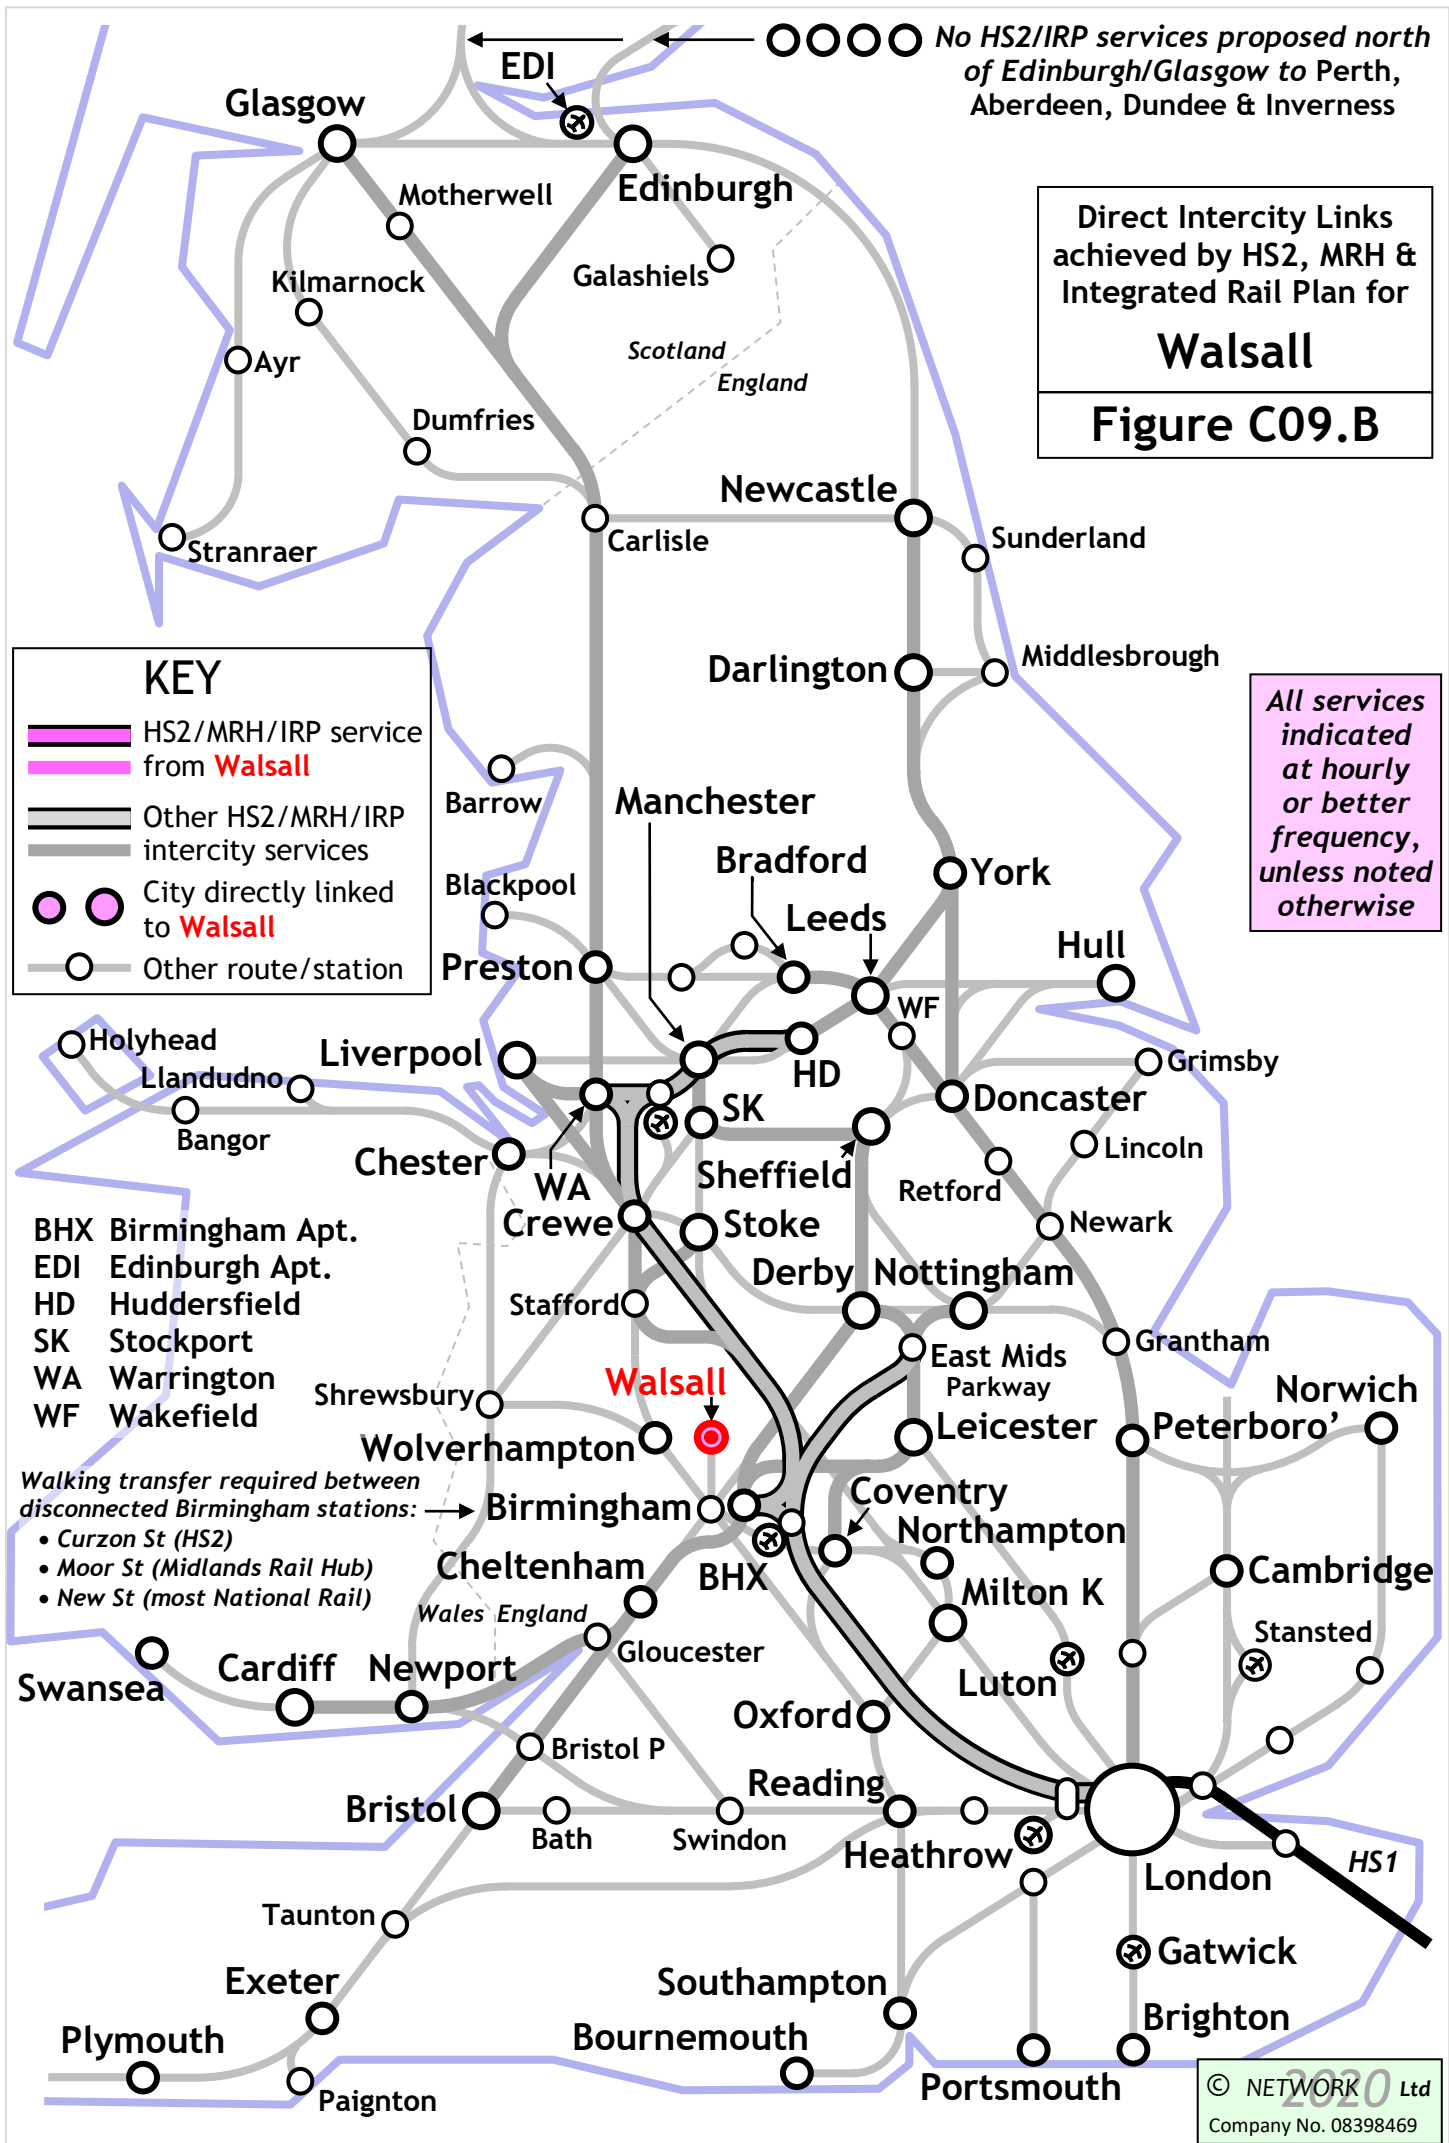 No HS2/IRP services proposed north
of Edinburgh/Glasgow to Perth,
Aberdeen, Dundee & Inverness
EDI
Glasgow
Edinburgh
Motherwell
Galashiels
Kilmarnock
Direct Intercity Links
achieved by HS2, MRH &
Integrated Rail Plan for
Walsall
Figure C09.B
Scotland
England
Ayr
Dumfries
Newcastle
Carlisle
Sunderland
Stranraer
Darlington
Middlesbrough
KEY
HS2/MRH/IRP service
from Walsall
Other HS2/MRH/IRP
intercity services
City directly linked
to Walsall
Other route/station
All services
indicated
at hourly
or better
frequency,
unless noted
otherwise
Barrow
Manchester
Bradford
York
Blackpool
Leeds
Hull
Preston
WF
Holyhead
Liverpool
Llandudno
HD
Grimsby
Bangor
SK
Doncaster
Chester
WA
Sheffield
Lincoln
Retford
Crewe
Stoke
Newark
BHX Birmingham Apt.
EDI Edinburgh Apt.
HD Huddersfield
SK Stockport
WA Warrington
WF Wakefield
Derby
Nottingham
Stafford
Grantham
East Mids
Parkway
Walsall
Shrewsbury
Norwich
Wolverhampton
Leicester
Peterboro’
Walking transfer required between
disconnected Birmingham stations:
• Curzon St (HS2)
• Moor St (Midlands Rail Hub)
• New St (most National Rail)
Birmingham
Coventry
Northampton
BHX
Cheltenham
Cambridge
Milton K
Wales England
Gloucester
Stansted
Swansea
Cardiff
Newport
Luton
Oxford
Bristol P
Reading
Bristol
Bath
Swindon
Heathrow
London
HS1
Taunton
Gatwick
Exeter
Southampton
Brighton
Plymouth
Bournemouth
Paignton
Portsmouth
© NETWORK 2020 Ltd
Company No. 08398469